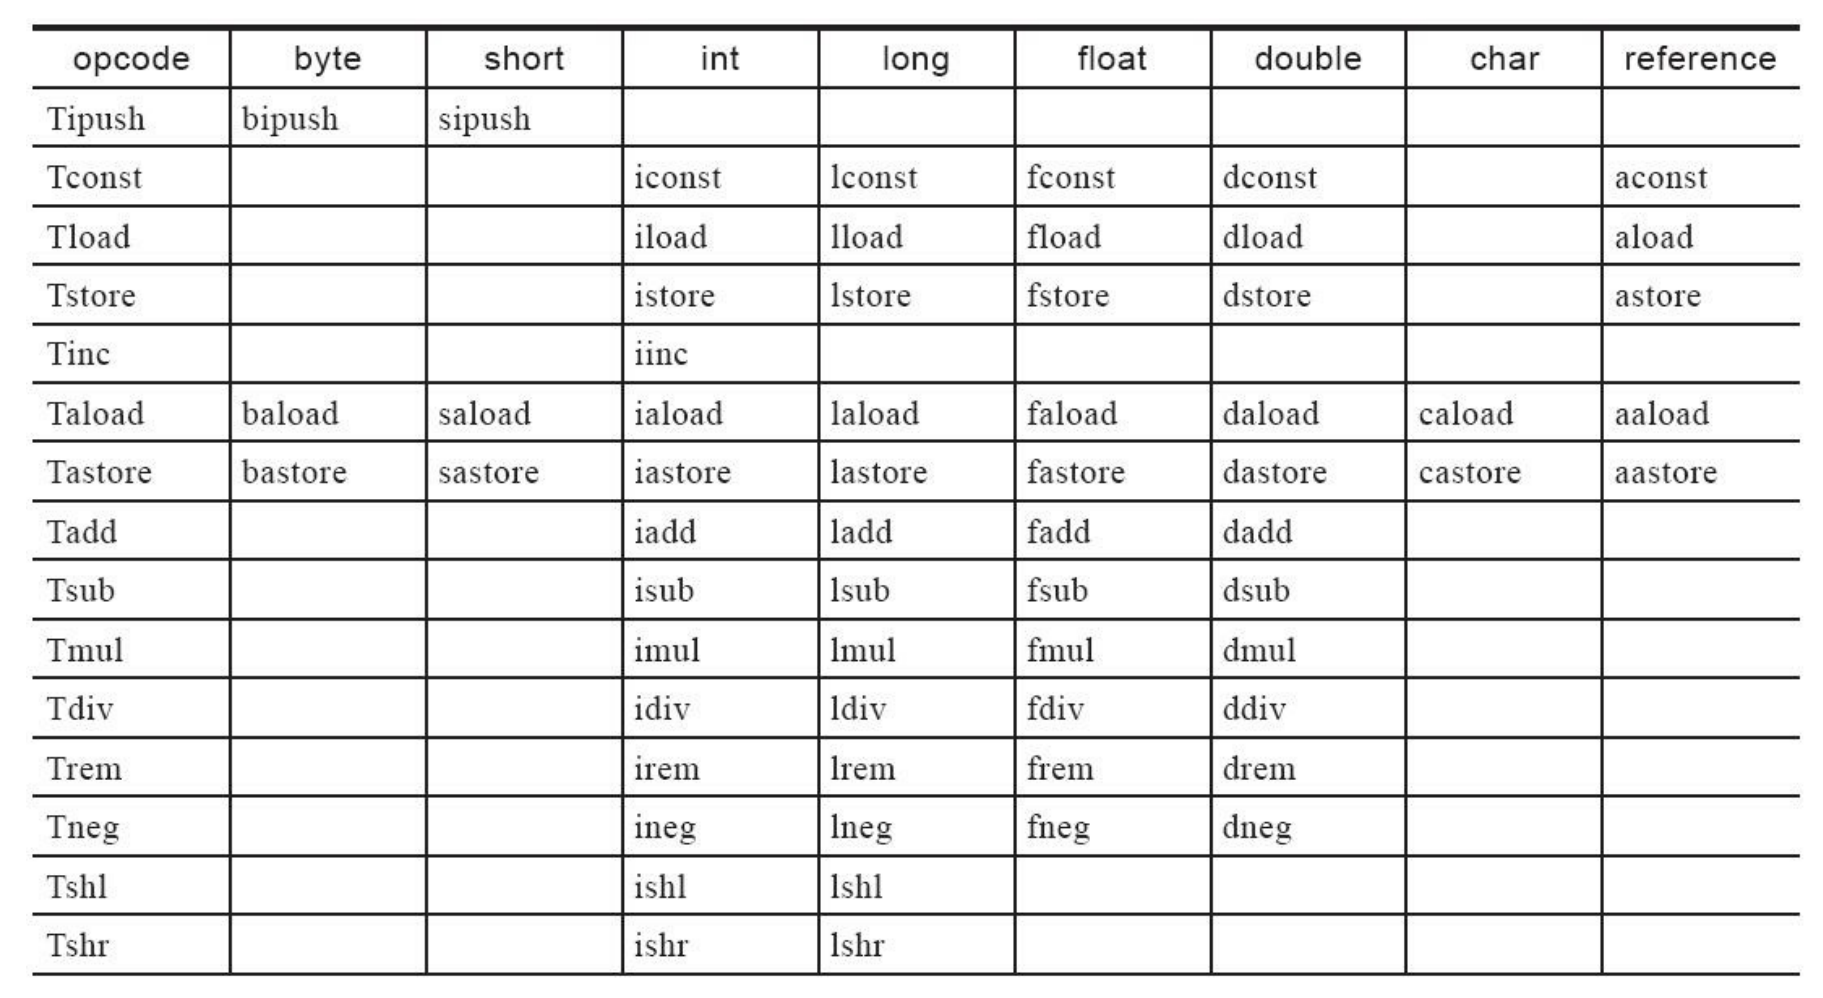 opcode byte short int long float double char reference
Tipush bipush sipush
Tconst iconst lconst fconst dconst aconst
Tload iload lload fload dload aload
Tstore istore lstore fstore dstore astore
Tinc iinc
Taload baload saload iaload laload faload daload caload aaload
Tastore bastore sastore iastore lastore fastore dastore castore aastore
Tadd iadd ladd fadd dadd
Tsub isub lsub fsub dsub
Tmul imul lmul fmul dmul
Tdiv idiv ldiv fdiv ddiv
Trem irem lrem frem drem
Tneg ineg lneg fneg dneg
Tshl ishl lshl
Tshr ishr lshr